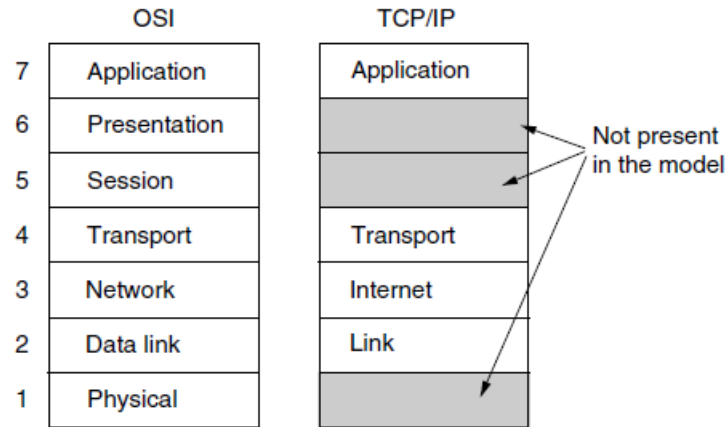 OSI TCP/IP
7 Application Application
6 Presentation
5 Session
4 Transport Transport
3 Network Internet
2 Data link Link
1 Physical
Not present
in the model